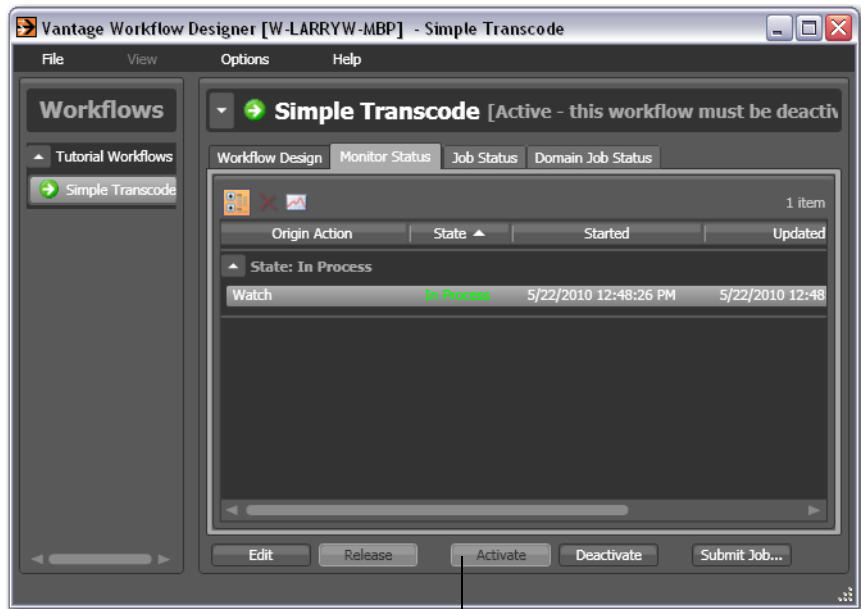 Vantage Workflow Designer [W-LARRYW-MBP] - Simple Transcode
File View Options Help
Workflows
Tutorial Workflows
Simple Transcode
Simple Transcode [Active - this workflow must be deactiv
Workflow Design Monitor Status Job Status Domain Job Status
1 item
Origin Action State Started Updated
State: In Process
Watch In Process 5/22/2010 12:48:26 PM 5/22/2010 12:48
Edit Release Activate Deactivate Submit Job...